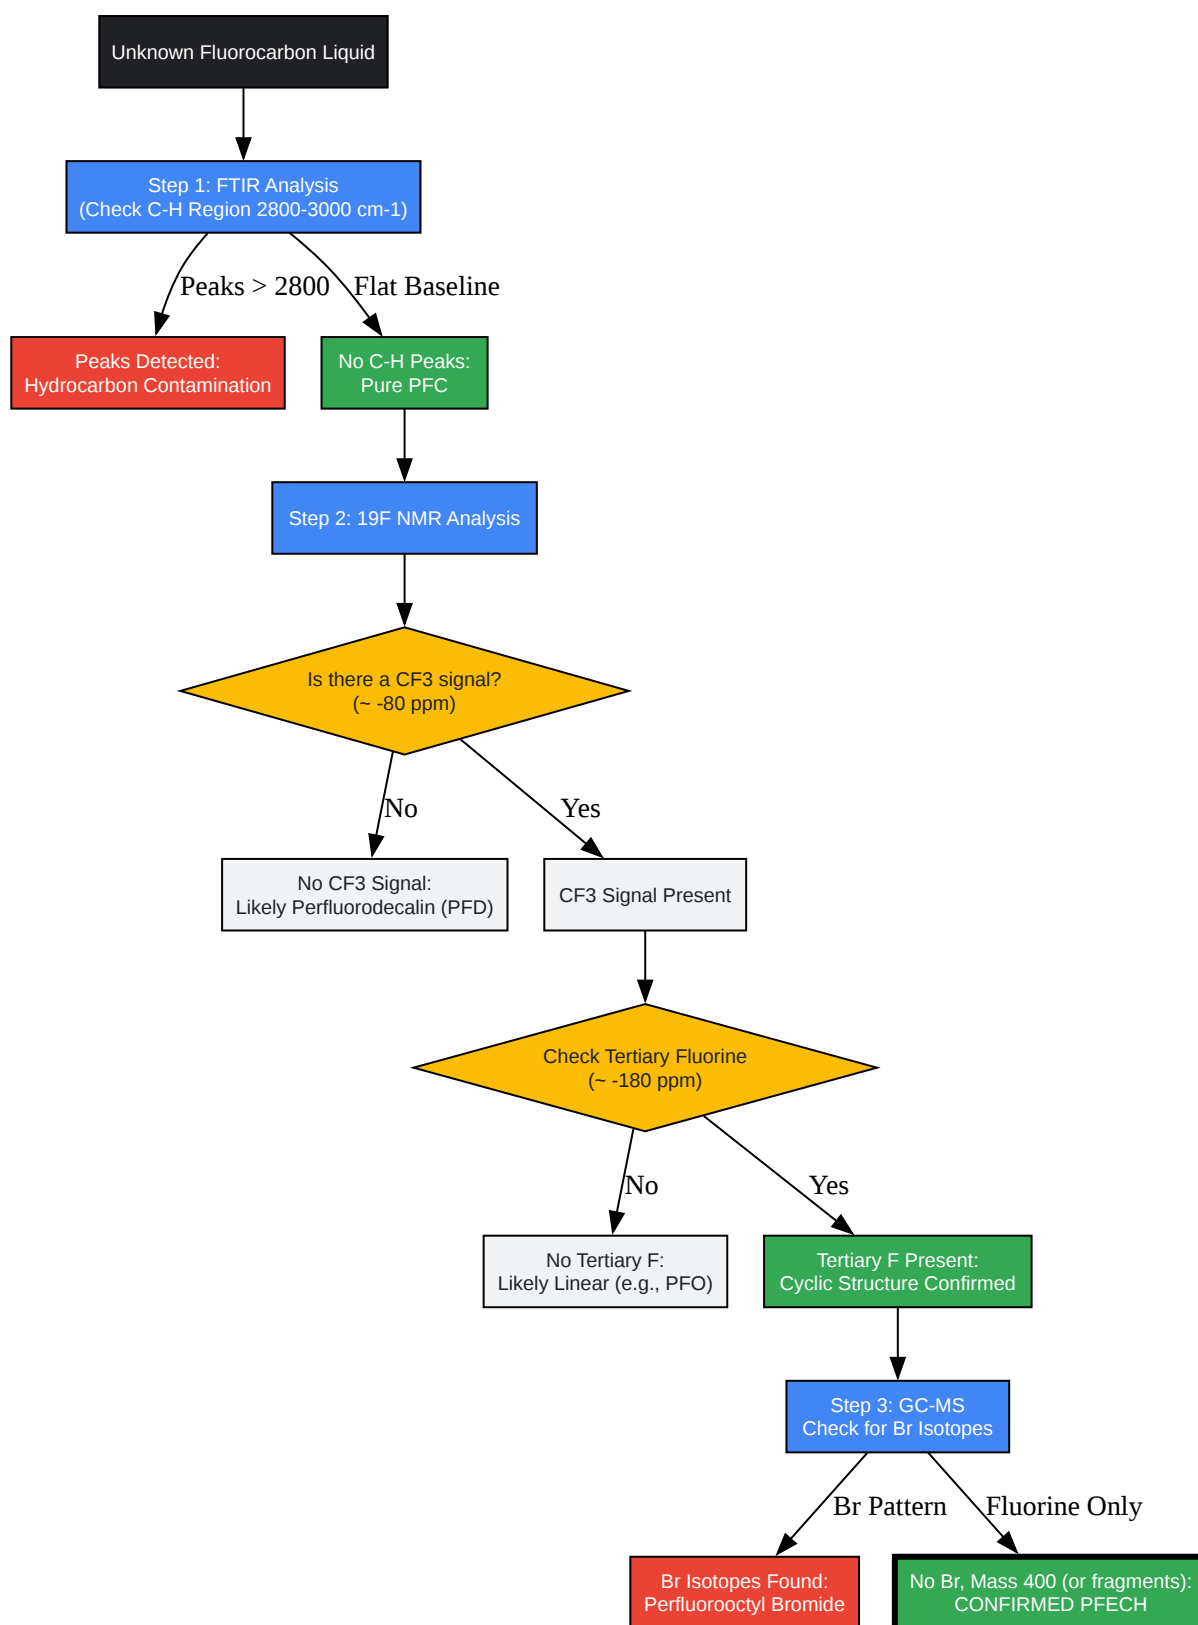 Unknown Fluorocarbon Liquid
Step 1: FTIR Analysis
(Check C-H Region 2800-3000 cm-1)
Peaks > 2800
Flat Baseline
Peaks Detected:
Hydrocarbon Contamination
No C-H Peaks:
Pure PFC
Step 2: 19F NMR Analysis
Is there a CF3 signal?
(~ -80 ppm)
No
Yes
No CF3 Signal:
Likely Perfluorodecalin (PFD)
CF3 Signal Present
Check Tertiary Fluorine
(~ -180 ppm)
No
Yes
No Tertiary F:
Likely Linear (e.g., PFO)
Tertiary F Present:
Cyclic Structure Confirmed
Step 3: GC-MS
Check for Br Isotopes
Br Pattern
Fluorine Only
Br Isotopes Found:
Perfluorooctyl Bromide
No Br, Mass 400 (or fragments):
CONFIRMED PFECH